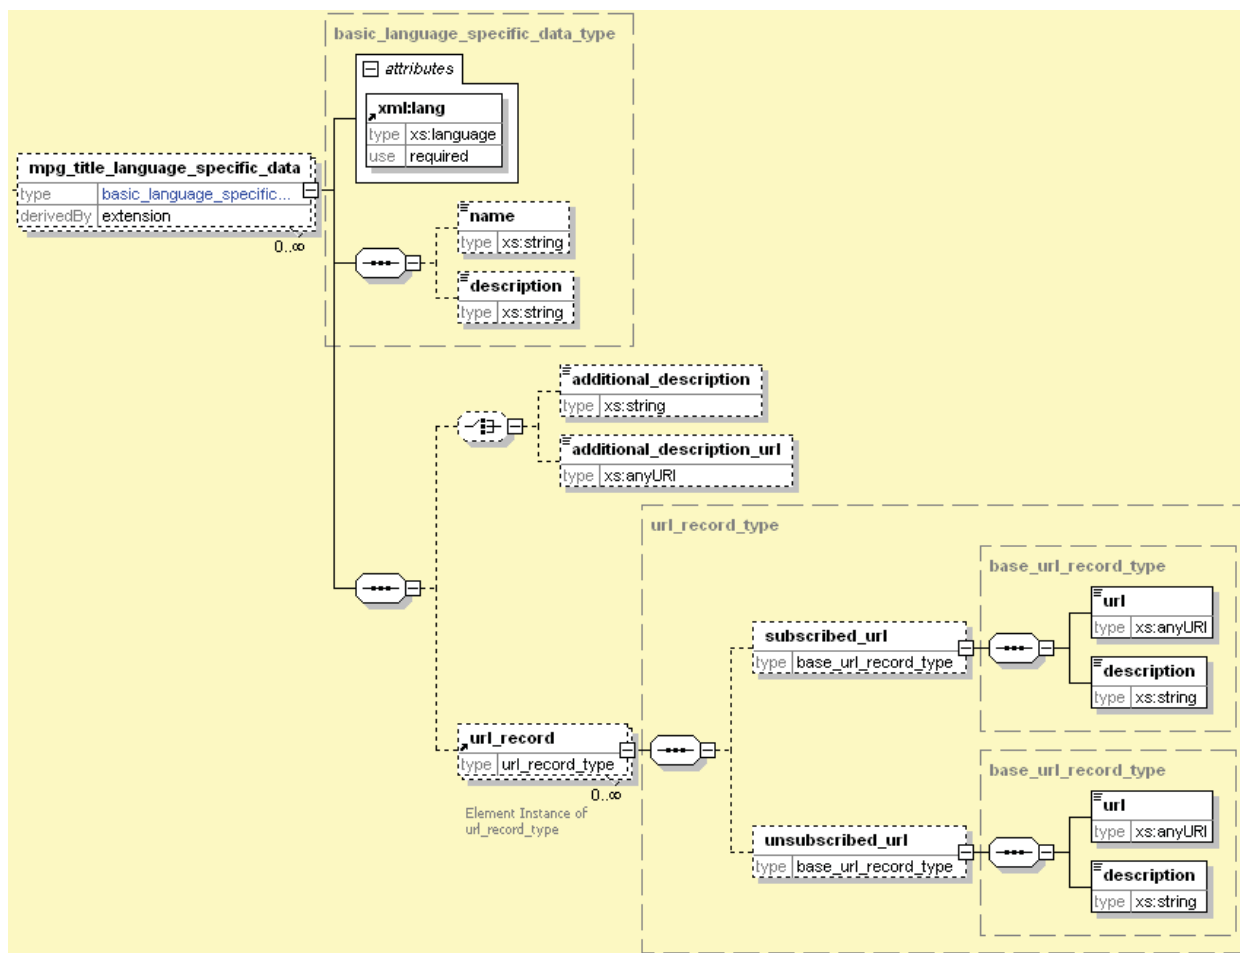 basic_language_specific_data_type
attributes
xml:lang
type xs:language
use required
mpg_title_language_specific_data
type basic_language_specific...
derivedBy extension
0..∞
name
type xs:string
description
type xs:string
additional_description
type xs:string
additional_description_url
type xs:anyURI
url_record_type
base_url_record_type
url
type xs:anyURI
subscribed_url
type base_url_record_type
description
type xs:string
url_record
type url_record_type
0..∞
Element Instance of
url_record_type
base_url_record_type
url
type xs:anyURI
unsubscribed_url
type base_url_record_type
description
type xs:string